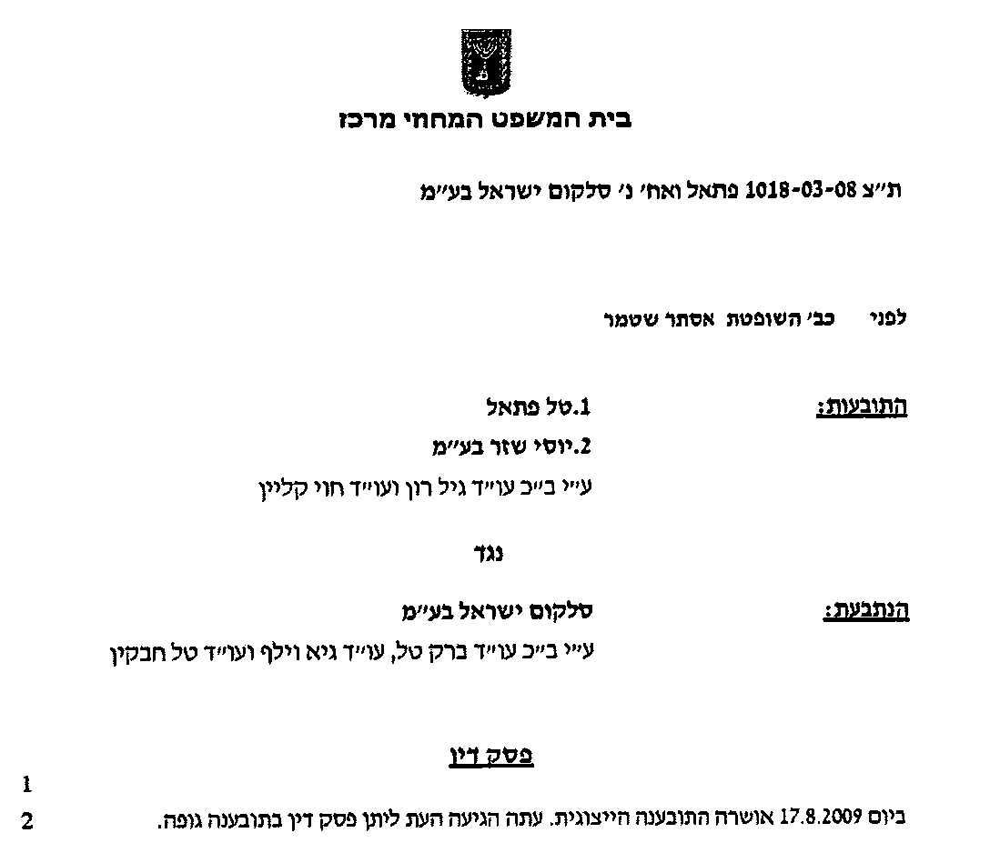 בית המשפט המחוזי מרכז
ת"צ 1018-03-08 פתאל ואח' נ' סלקום ישראל בע"מ
לפני כב' השופטת אסתר שטמר
התובעות: 1.טל פתאל
2.יוסי שזר בע"מ
ע"י ב"כ עו"ד גיל רון ועו"ד חוי קליין
נגד
הנתבעת: סלקום ישראל בע"מ
ע"י ב"כ עו"ד ברק טל, עו"ד גיא וילף ועו"ד טל חבקין
פסק דין
1
2 ביום 17.8.2009 אושרה התובענה הייצוגית. עתה הגיעה העת ליתן פסק דין בתובענה גופה.